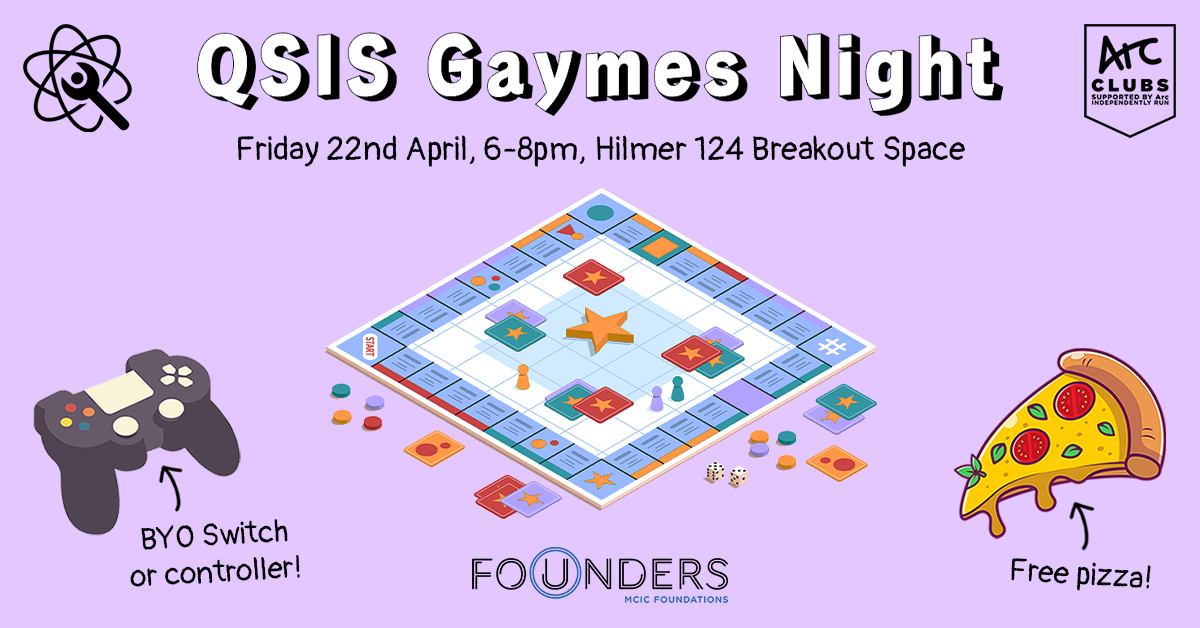 QSIS Gaymes Night
Arc
CLUBS
SUPPORTED BY Arc
INDEPENDENTLY RUN
Friday 22nd April, 6-8pm, Hilmer 124 Breakout Space
START
#
BYO Switch
or controller!
Free pizza!
FOUNDERS
MCIC FOUNDATIONS